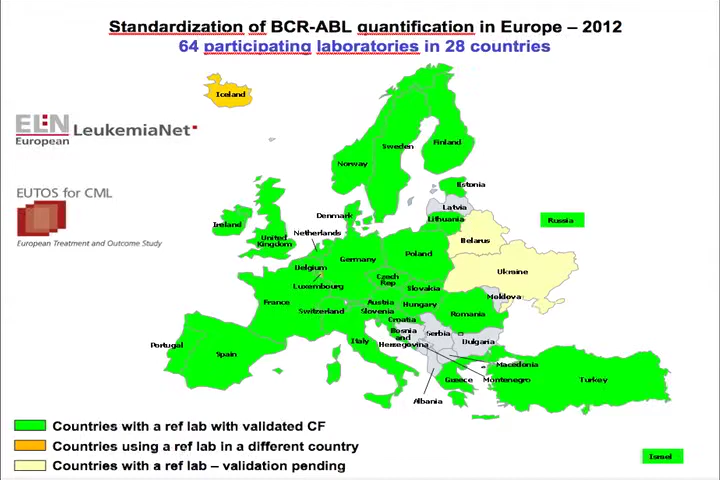 Standardization of BCR-ABL quantification in Europe – 2012
64 participating laboratories in 28 countries
Iceland
ELN LeukemiaNet
European
Finland
Sweden
Norway
Estonia
EUTOS for CML
Latvia
Denmark
Lithuania
Russia
Ireland
Netherlands
United
Kingdom
Belarus
European Treatment and Outcome Study
Poland
Germany
Belgium
Ukraine
Czech
Rep
Luxembourg
Slovakia
Moldova
France
Austria
Hungary
Switzerland
Slovenia
Romania
Croatia
Bosnia
and
Hersegovina
Serbia
Italy
Bulgaria
Portugal
Spain
Macedonia
Greece
Montenegro
Turkey
Albania
Countries with a ref lab with validated CF
Countries using a ref lab in a different country
Israel
Countries with a ref lab – validation pending